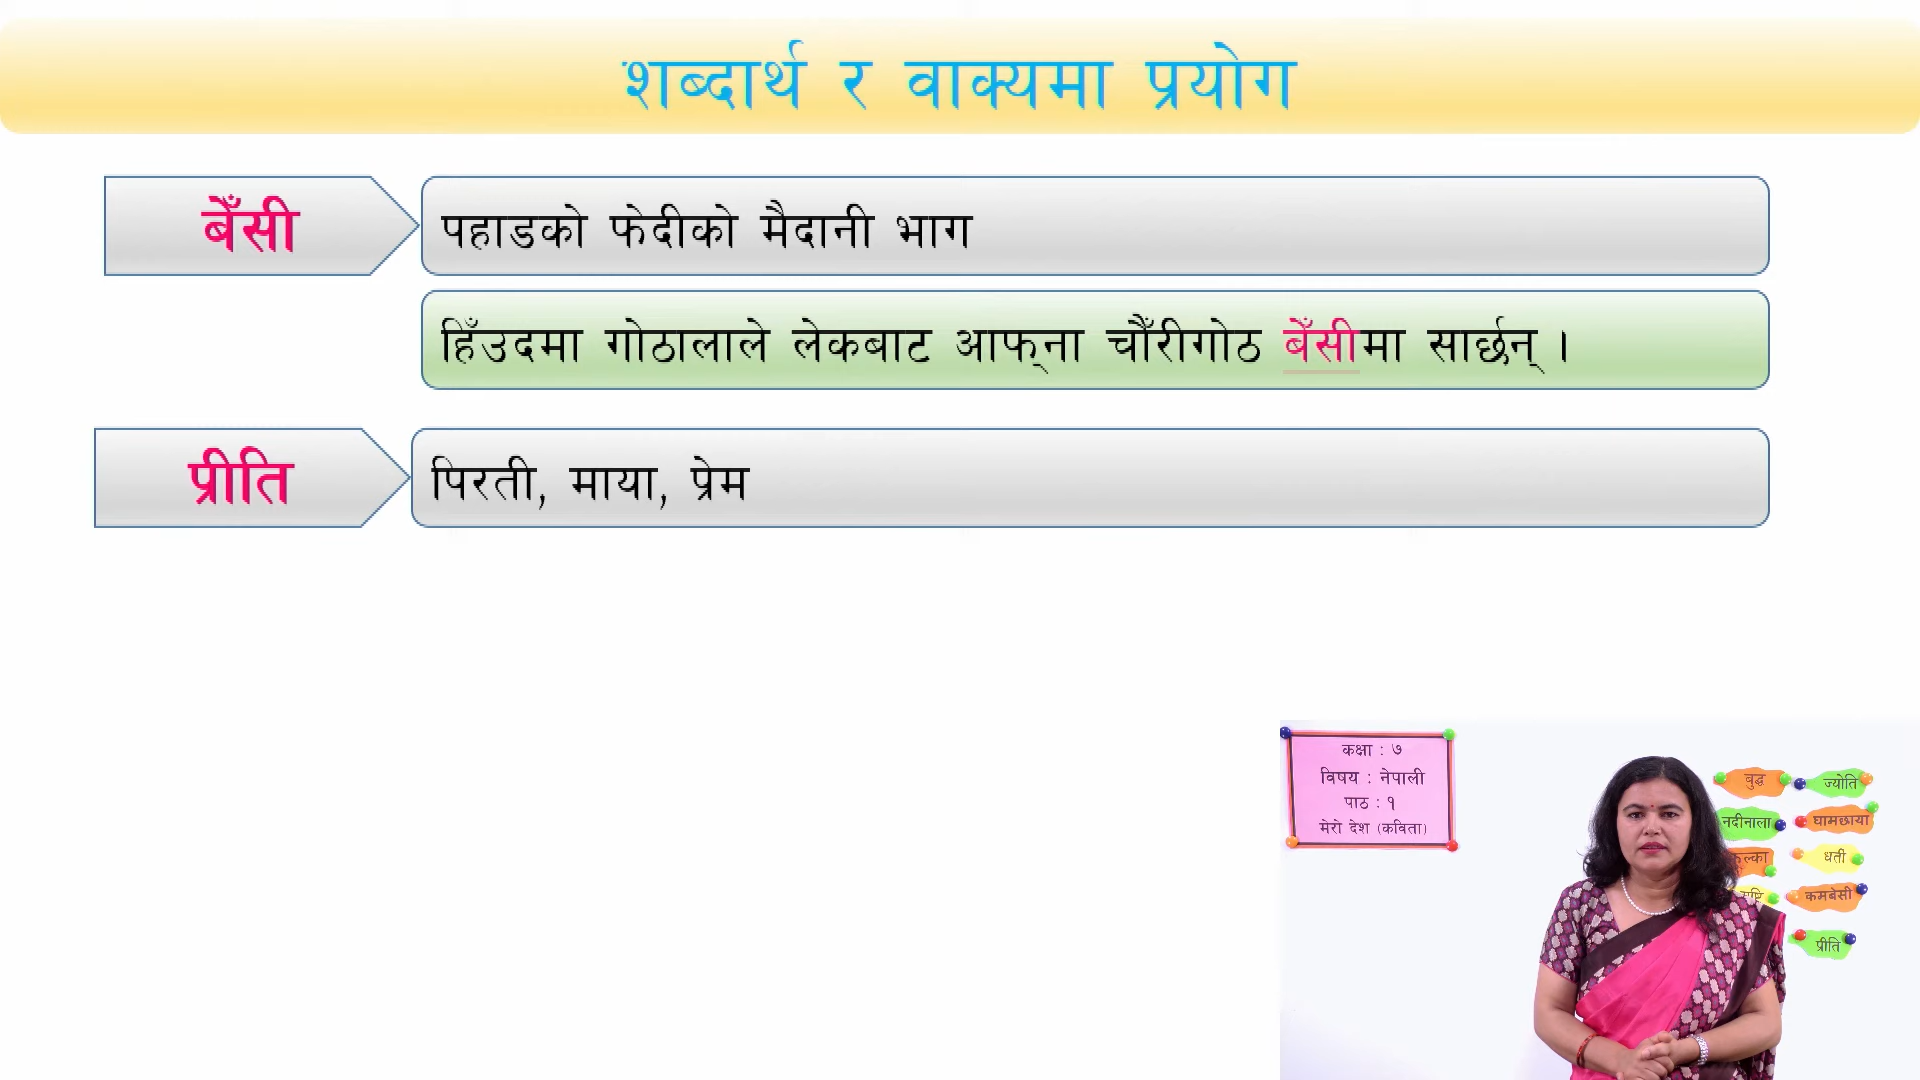 शब्दार्थ र वाक्यमा प्रयोग
बेँसी
पहाडको फेदीको मैदानी भाग
हिँउदमा गोठालाले लेकबाट आफ्‌ना चौँरीगोठ बेँसीमा सार्छन् ।
प्रीति
पिरती, माया, प्रेम
कक्षा : ७
विषय : नेपाली
पाठ : १
मेरो देश (कविता)
बुद्ध
ज्योति
नदीनाला
घामछाया
धर्ती
कमबेसी
प्रीति